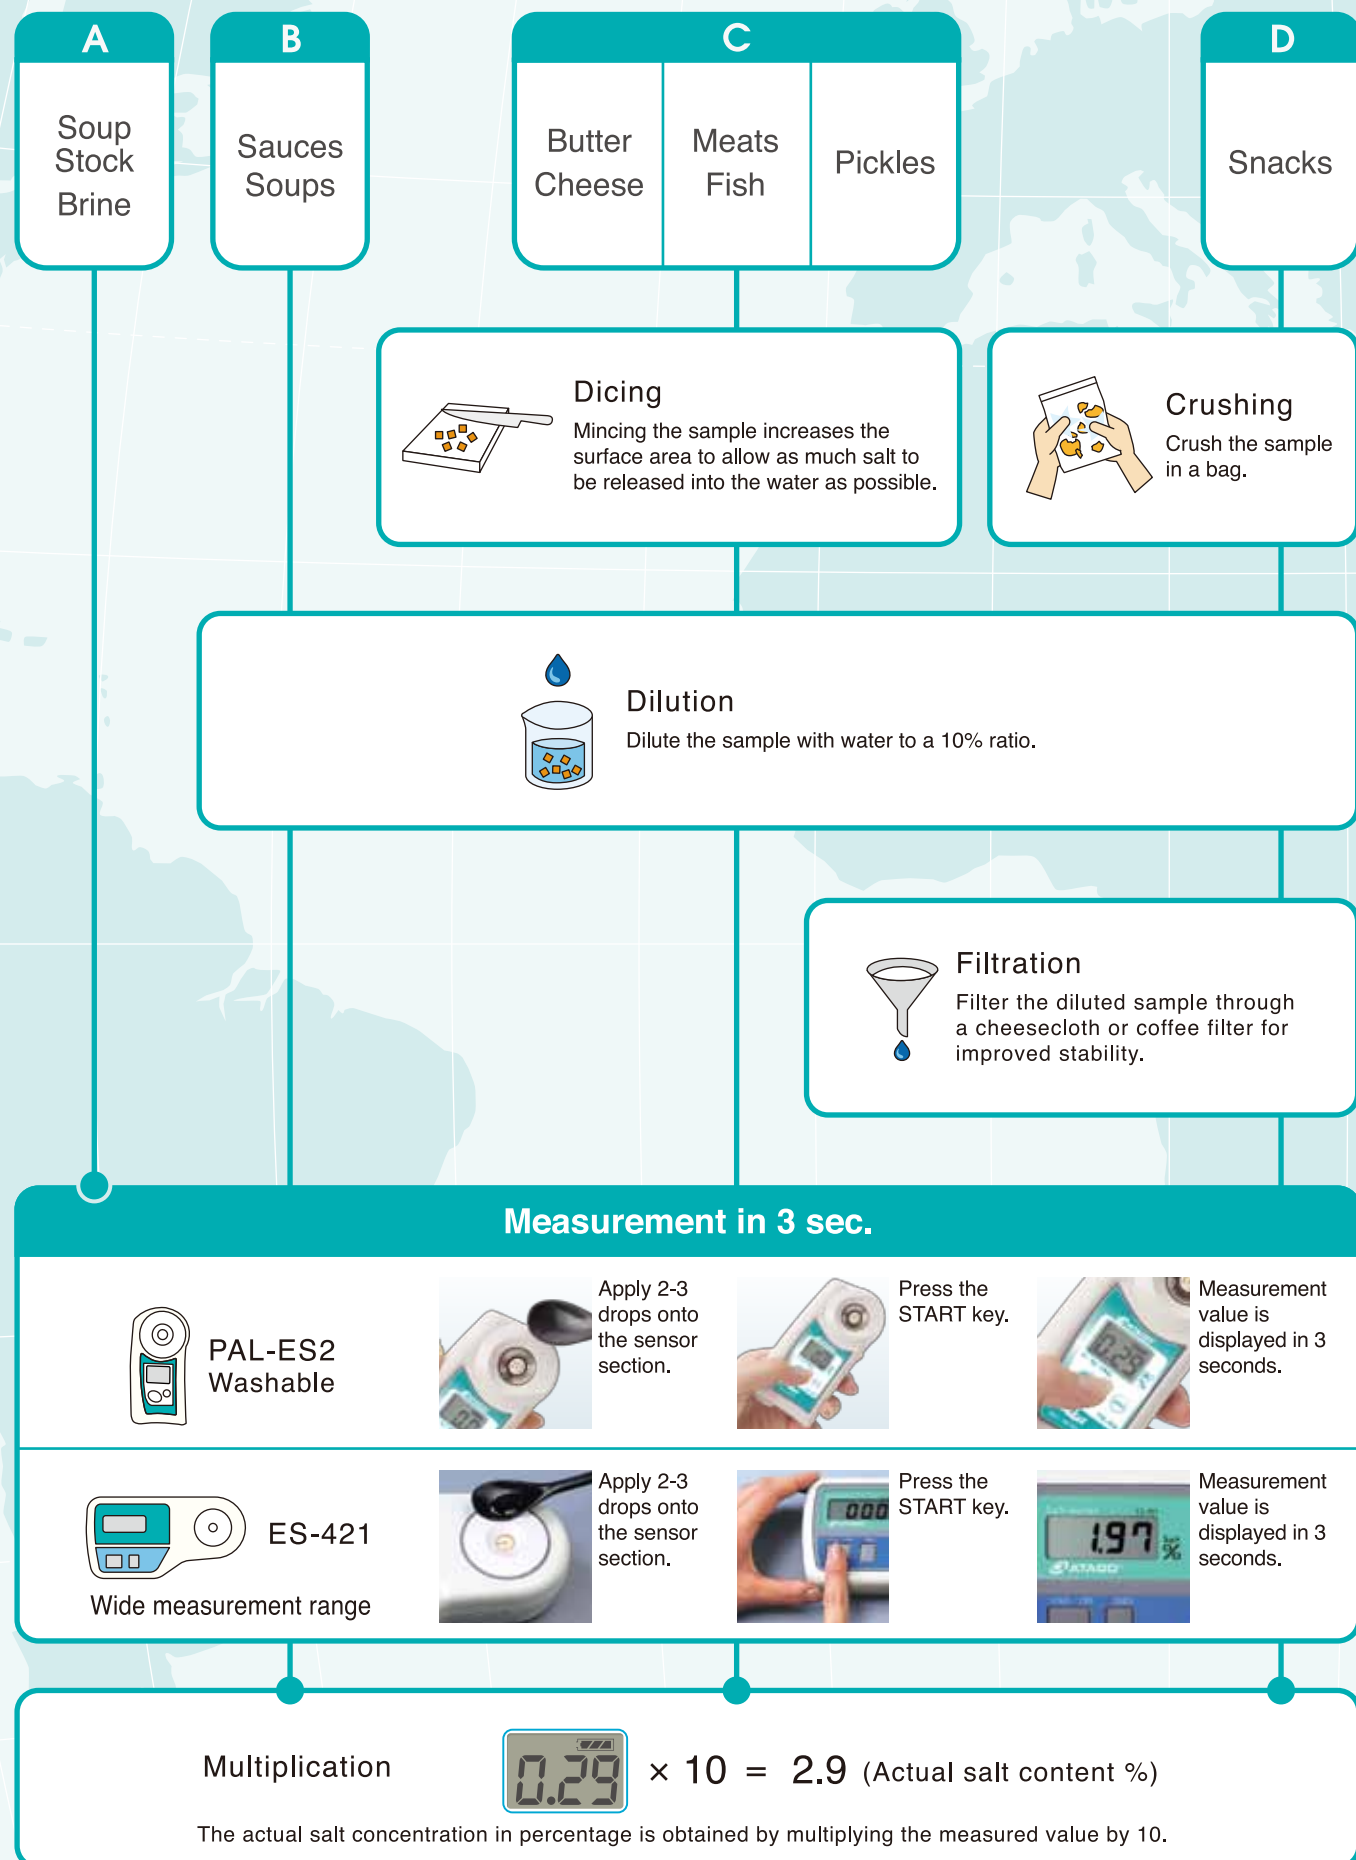 A
B
C
D
Soup
Stock
Brine
Sauces
Soups
Butter
Cheese
Meats
Fish
Pickles
Snacks
Dicing
Mincing the sample increases the
surface area to allow as much salt to
be released into the water as possible.
Crushing
Crush the sample
in a bag.
Dilution
Dilute the sample with water to a 10% ratio.
Filtration
Filter the diluted sample through
a cheesecloth or coffee filter for
improved stability.
Measurement in 3 sec.
PAL-ES2
Washable
Apply 2-3
drops onto
the sensor
section.
Press the
START key.
0.29
Measurement
value is
displayed in 3
seconds.
ES-421
Wide measurement range
Apply 2-3
drops onto
the sensor
section.
000
Press the
START key.
1.97 %
ATAGO
Measurement
value is
displayed in 3
seconds.
Multiplication
0.29 × 10 = 2.9 (Actual salt content %)
The actual salt concentration in percentage is obtained by multiplying the measured value by 10.